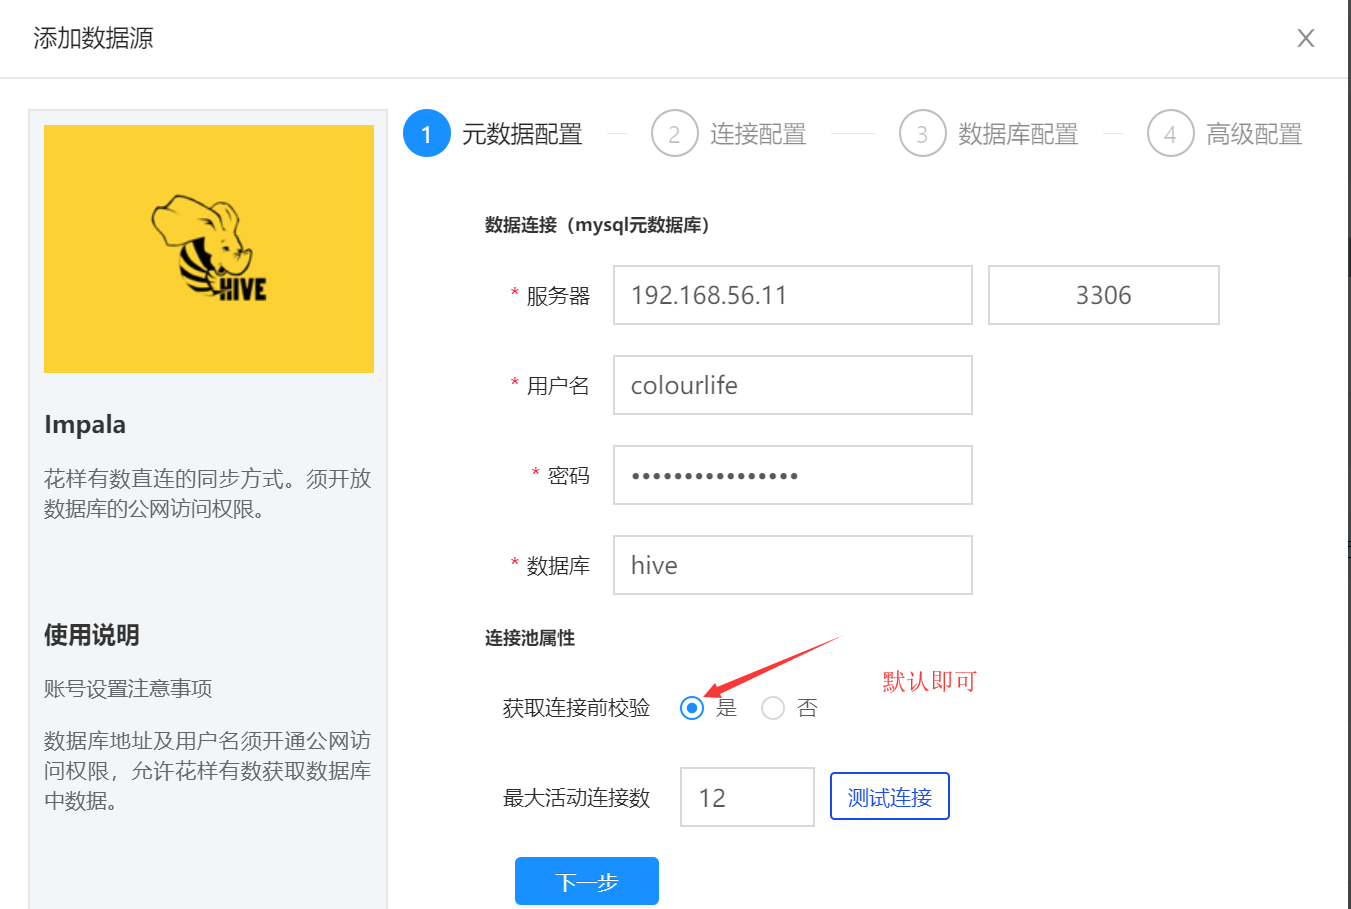 添加数据源
X
1 元数据配置 2 连接配置 3 数据库配置 4 高级配置
HIVE
Impala
花样有数直连的同步方式。须开放
数据库的公网访问权限。
使用说明
账号设置注意事项
数据库地址及用户名须开通公网访
问权限，允许花样有数获取数据库
中数据。
数据连接（mysql元数据库）
* 服务器 192.168.56.11 3306
* 用户名 colourlife
* 密码 ••••••••••••••••
* 数据库 hive
连接池属性
默认即可
获取连接前校验 是 否
最大活动连接数 12 测试连接
下一步